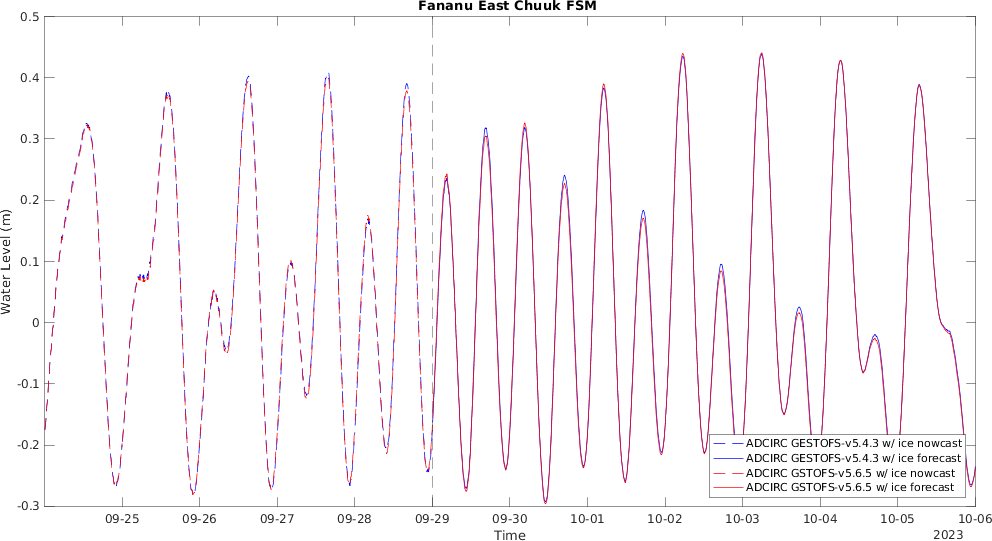 Fananu East Chuuk FSM
0.5
0.4
0.3
0.2
0.1
0
-0.1
-0.2
-0.3
Water Level (m)
ADCIRC GESTOFS-v5.4.3 w/ ice nowcast
ADCIRC GESTOFS-v5.4.3 w/ ice forecast
ADCIRC GSTOFS-v5.6.5 w/ ice nowcast
ADCIRC GSTOFS-v5.6.5 w/ ice forecast
09-25 09-26 09-27 09-28 09-29 09-30 10-01 10-02 10-03 10-04 10-05 10-06
Time 2023